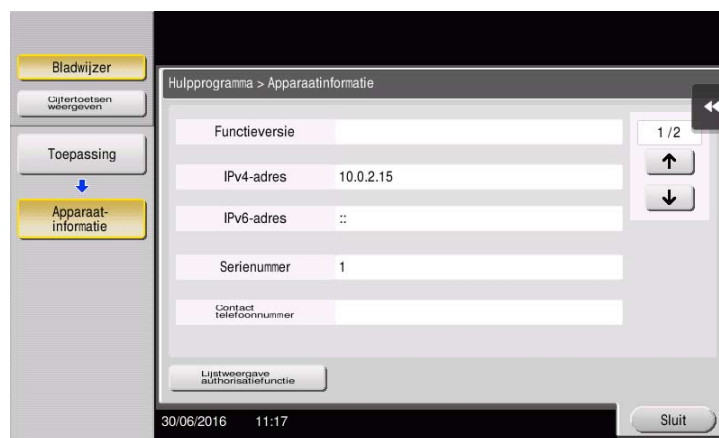 Bladwijzer
Cijfertoetsen
weergeven
Toepassing
Apparaat-
informatie
Hulpprogramma > Apparaatinformatie
Functieversie
1 /2
IPv4-adres 10.0.2.15
IPv6-adres ::
Serienummer 1
Contact
telefoonnummer
Lijstweergave
authorisatiefunctie
30/06/2016 11:17
Sluit